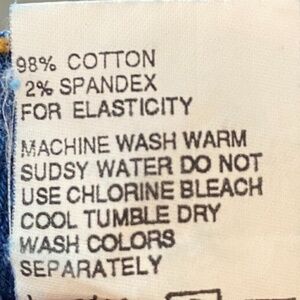 98% COTTON
2% SPANDEX
FOR ELASTICITY
MACHINE WASH WARM
SUDSY WATER DO NOT
USE CHLORINE BLEACH
COOL TUMBLE DRY
WASH COLORS
SEPARATELY